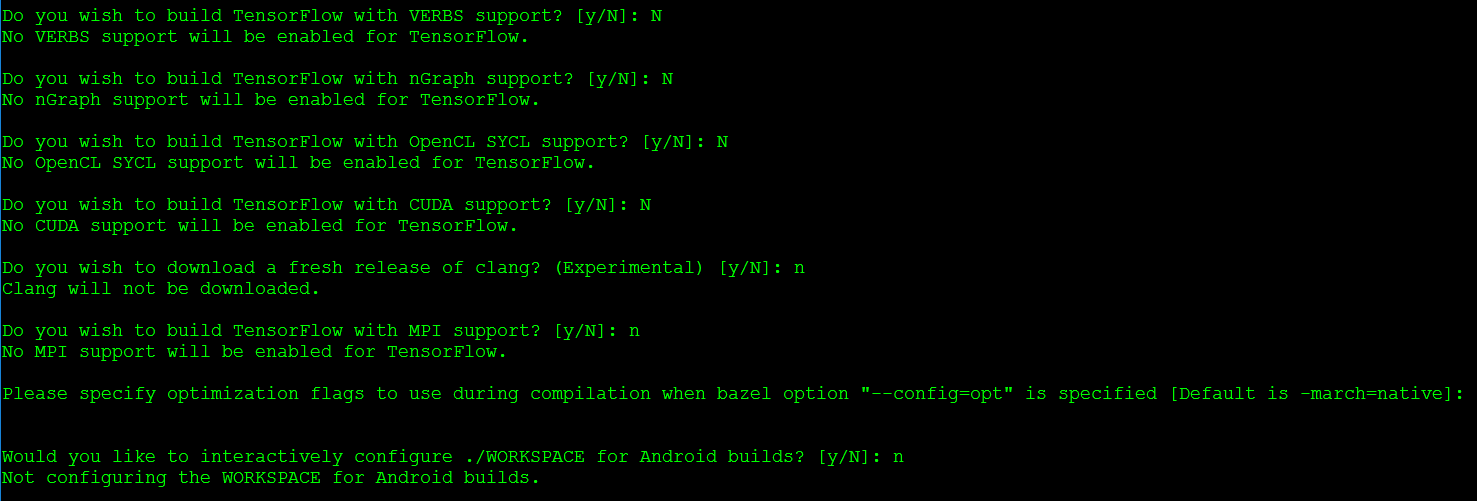 Do you wish to build TensorFlow with VERBS support? [y/N]: N
No VERBS support will be enabled for TensorFlow.
Do you wish to build TensorFlow with nGraph support? [y/N]: N
No nGraph support will be enabled for TensorFlow.
Do you wish to build TensorFlow with OpenCL SYCL support? [y/N]: N
No OpenCL SYCL support will be enabled for TensorFlow.
Do you wish to build TensorFlow with CUDA support? [y/N]: N
No CUDA support will be enabled for TensorFlow.
Do you wish to download a fresh release of clang? (Experimental) [y/N]: n
Clang will not be downloaded.
Do you wish to build TensorFlow with MPI support? [y/N]: n
No MPI support will be enabled for TensorFlow.
Please specify optimization flags to use during compilation when bazel option "--config=opt" is specified [Default is -march=native]:
Would you like to interactively configure ./WORKSPACE for Android builds? [y/N]: n
Not configuring the WORKSPACE for Android builds.